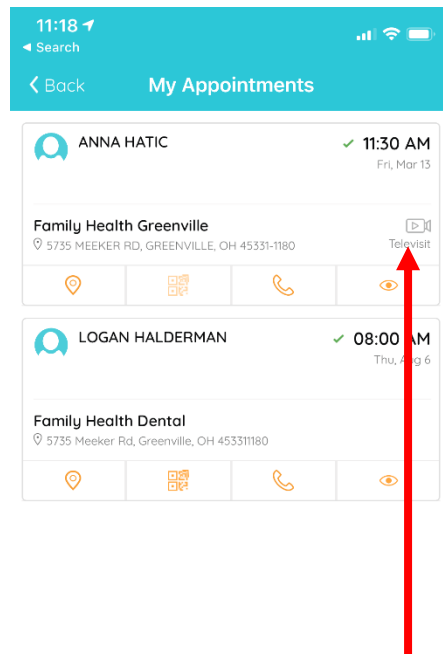 11:18
Search
Back My Appointments
ANNA HATIC 11:30 AM
Fri, Mar 13
Family Health Greenville
5735 MEEKER RD, GREENVILLE, OH 45331-1180 Televisit
LOGAN HALDERMAN 08:00 AM
Thu, Aug 6
Family Health Dental
5735 Meeker Rd, Greenville, OH 453311180